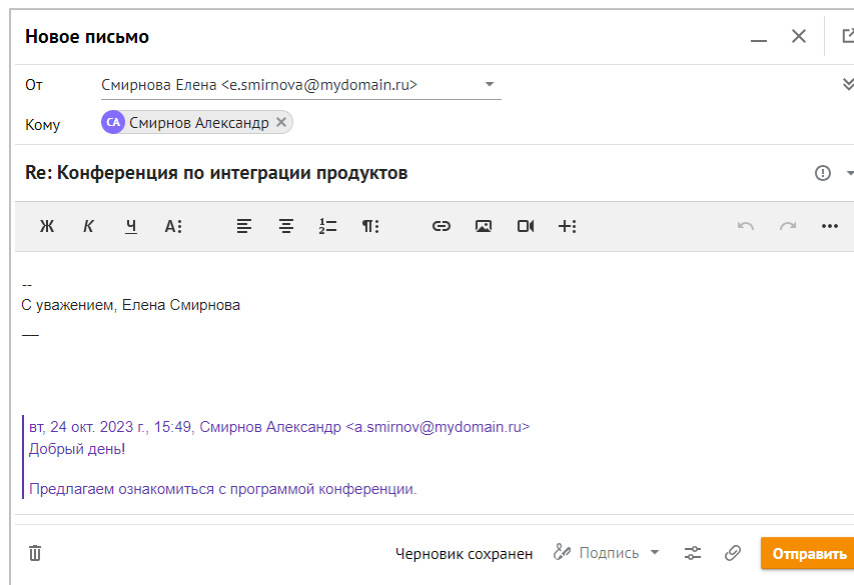 Новое письмо
От Смирнова Елена <e.smirnova@mydomain.ru>
Кому СА Смирнов Александр
Re: Конференция по интеграции продуктов
Ж К Ч А
--
С уважением, Елена Смирнова
__
вт, 24 окт. 2023 г., 15:49, Смирнов Александр <a.smirnov@mydomain.ru>
Добрый день!
Предлагаем ознакомиться с программой конференции.
Черновик сохранен Подпись Отправить